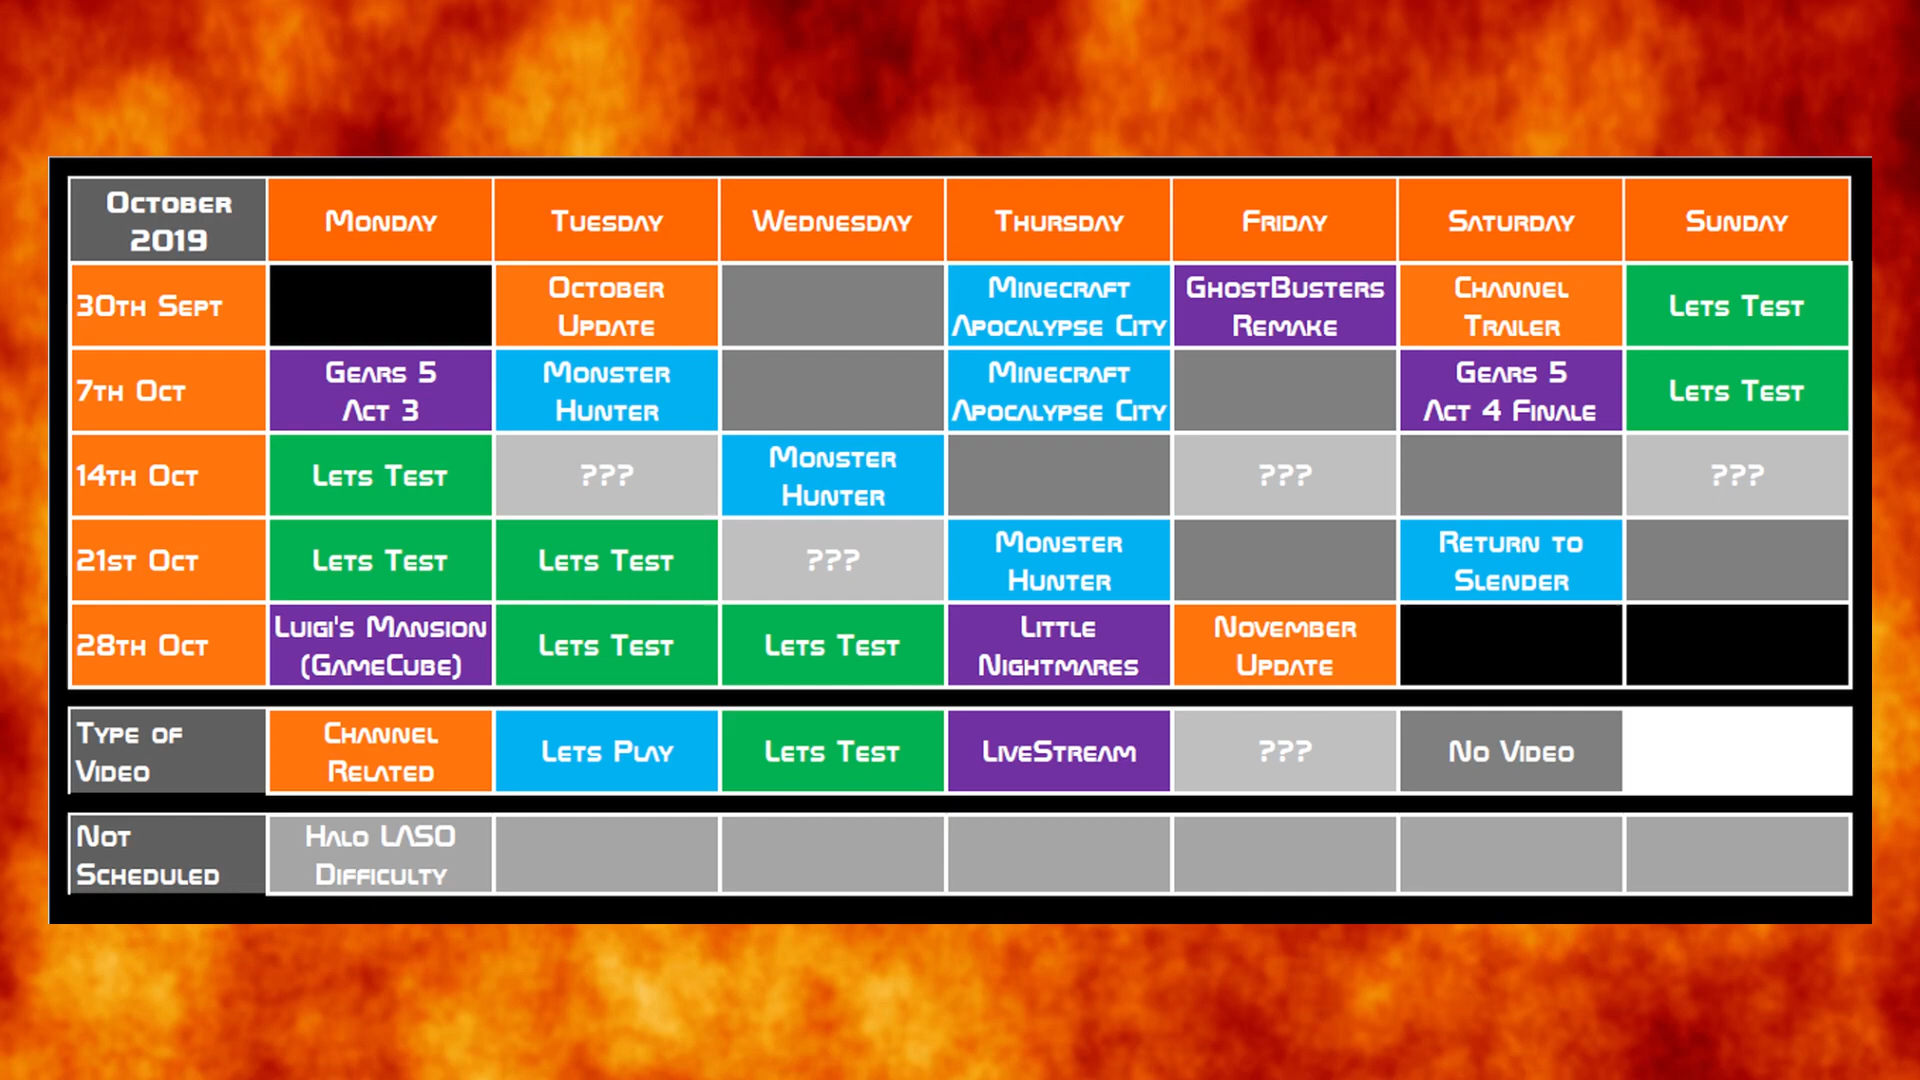 October
2019
Monday
Tuesday
Wednesday
Thursday
Friday
Saturday
Sunday
30th Sept
October
Update
Minecraft
Apocalypse City
GhostBusters
Remake
Channel
Trailer
Lets Test
7th Oct
Gears 5
Act 3
Monster
Hunter
Minecraft
Apocalypse City
Gears 5
Act 4 Finale
Lets Test
14th Oct
Lets Test
???
Monster
Hunter
???
???
21st Oct
Lets Test
Lets Test
???
Monster
Hunter
Return to
Slender
28th Oct
Luigi's Mansion
(GameCube)
Lets Test
Lets Test
Little
Nightmares
November
Update
Type of
Video
Channel
Related
Lets Play
Lets Test
LiveStream
???
No Video
Not
Scheduled
Halo LASO
Difficulty